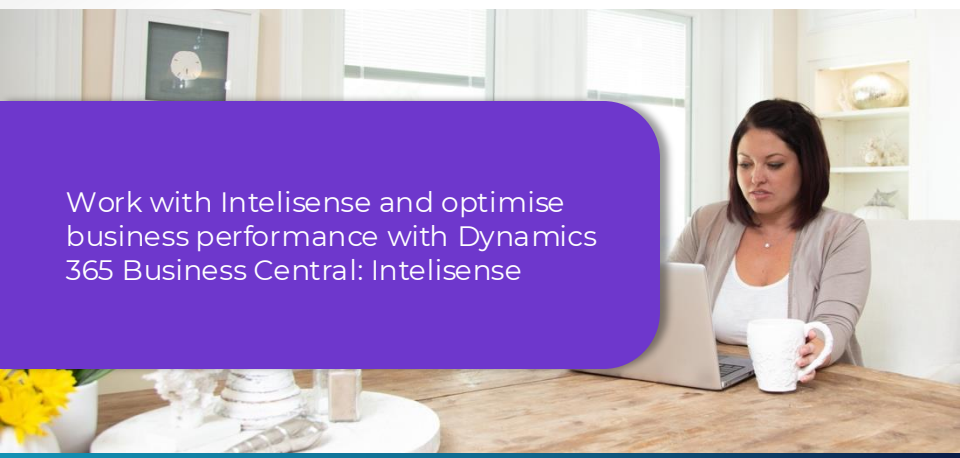 Work with Intelisense and optimise
business performance with Dynamics
365 Business Central: Intelisense